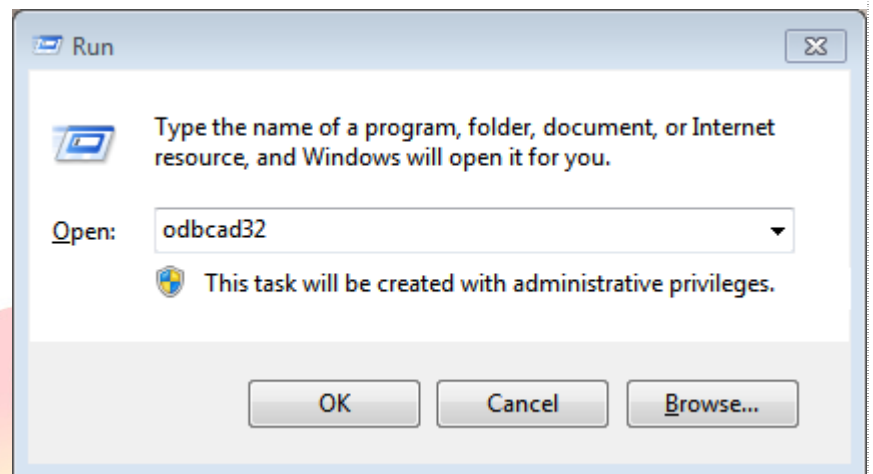 Run
Type the name of a program, folder, document, or Internet
resource, and Windows will open it for you.
Open: odbcad32
This task will be created with administrative privileges.
OK Cancel Browse...